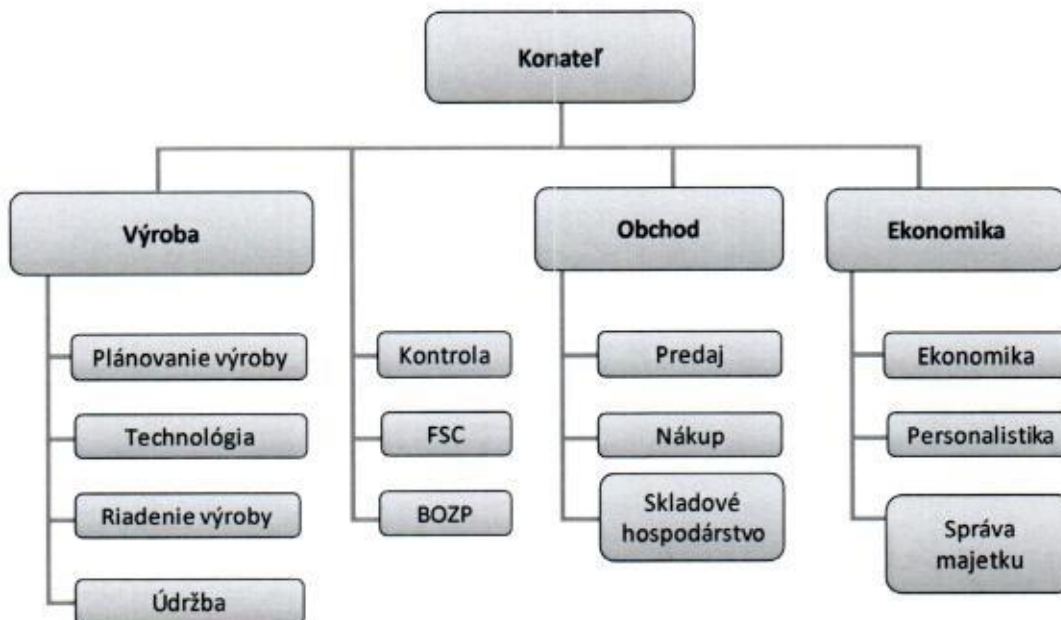 Konateľ
Výroba
Obchod
Ekonomika
Plánovanie výroby
Technológia
Riadenie výroby
Údržba
Kontrola
FSC
BOZP
Predaj
Nákup
Skladové
hospodárstvo
Ekonomika
Personalistika
Správa
majetku